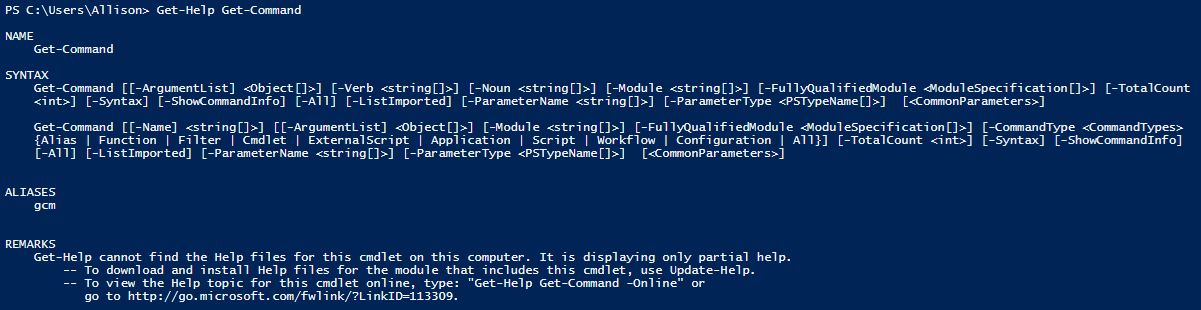 PS C:\Users\Allison> Get-Help Get-Command
NAME
Get-Command
SYNTAX
Get-Command [[-ArgumentList] <Object[]>] [-Verb <string[]>] [-Noun <string[]>] [-Module <string[]>] [-FullyQualifiedModule <ModuleSpecification[]>] [-TotalCount
<int>] [-Syntax] [-ShowCommandInfo] [-All] [-ListImported] [-ParameterName <string[]>] [-ParameterType <PSTypeName[]>]  [<CommonParameters>]
Get-Command [[-Name] <string[]>] [[-ArgumentList] <Object[]>] [-Module <string[]>] [-FullyQualifiedModule <ModuleSpecification[]>] [-CommandType <CommandTypes>
{Alias | Function | Filter | Cmdlet | ExternalScript | Application | Script | Workflow | Configuration | All}] [-TotalCount <int>] [-Syntax] [-ShowCommandInfo]
[-All] [-ListImported] [-ParameterName <string[]>] [-ParameterType <PSTypeName[]>]  [<CommonParameters>]
ALIASES
gcm
REMARKS
Get-Help cannot find the Help files for this cmdlet on this computer. It is displaying only partial help.
-- To download and install Help files for the module that includes this cmdlet, use Update-Help.
-- To view the Help topic for this cmdlet online, type: "Get-Help Get-Command -Online" or
go to http://go.microsoft.com/fwlink/?LinkID=113309.